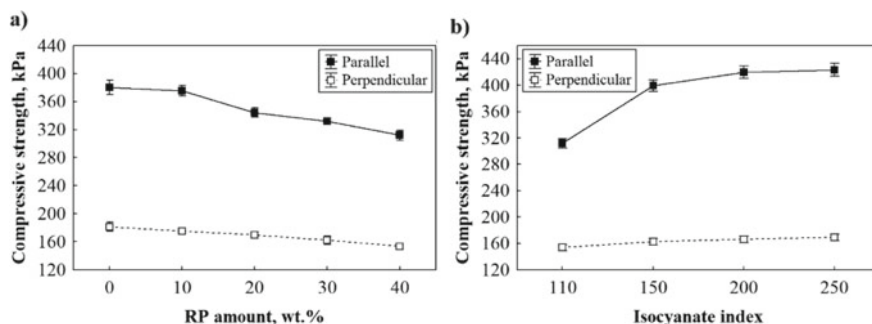 a)
Compressive strength, kPa
440
400
360
320
280
240
200
160
120
Parallel
Perpendicular
0 10 20 30 40
RP amount, wt.%
b)
Compressive strength, kPa
440
400
360
320
280
240
200
160
120
Parallel
Perpendicular
110 150 200 250
Isocyanate index